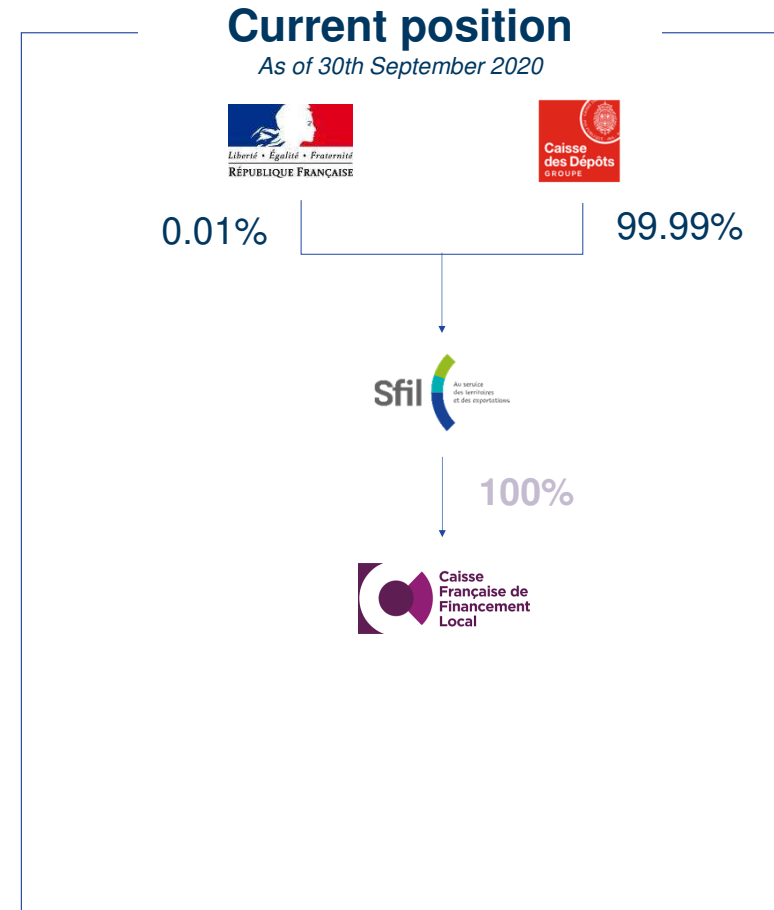 Current position
As of 30th September 2020
Liberté • Égalité • Fraternité
RÉPUBLIQUE FRANÇAISE
Caisse
des Dépôts
GROUPE
0.01%
99.99%
Sfil
Au service
des territoires
et des exportations
100%
Caisse
Française de
Financement
Local